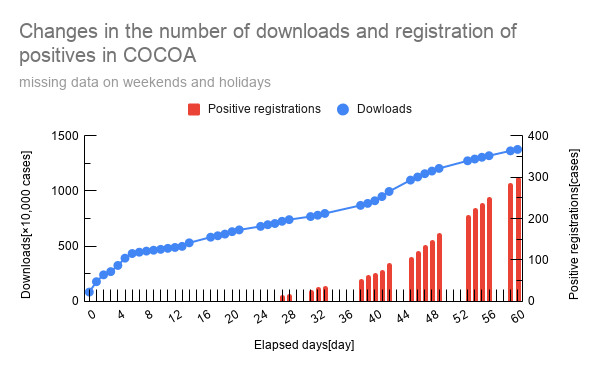 Changes in the number of downloads and registration of
positives in COCOA
missing data on weekends and holidays
Positive registrations
Dowloads
1500
1000
500
0
400
300
200
100
0
Downloads[×10,000 cases]
Positive registrations[cases]
0 4 8 12 16 20 24 28 32 36 40 44 48 52 56 60
Elapsed days[day]